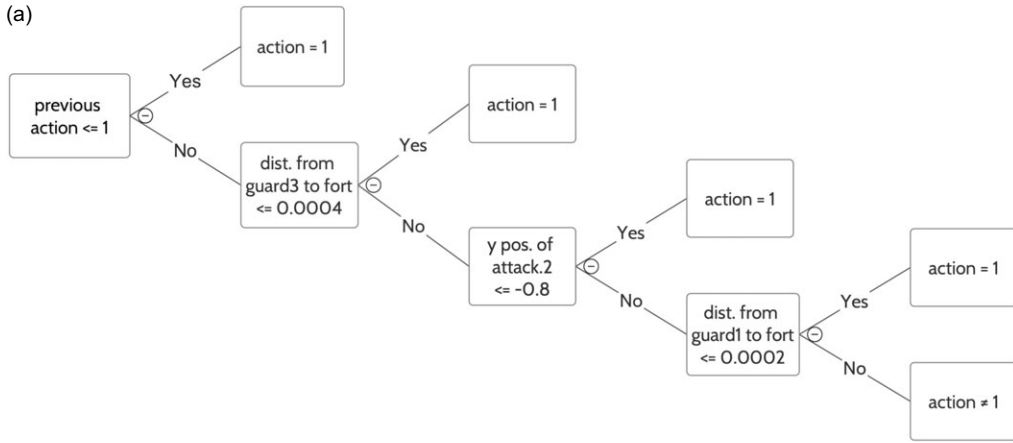 (a)
previous
action <= 1
Yes
action = 1
No
dist. from
guard3 to fort
<= 0.0004
Yes
action = 1
No
y pos. of
attack.2
<= -0.8
Yes
action = 1
No
dist. from
guard1 to fort
<= 0.0002
Yes
action = 1
No
action ≠ 1